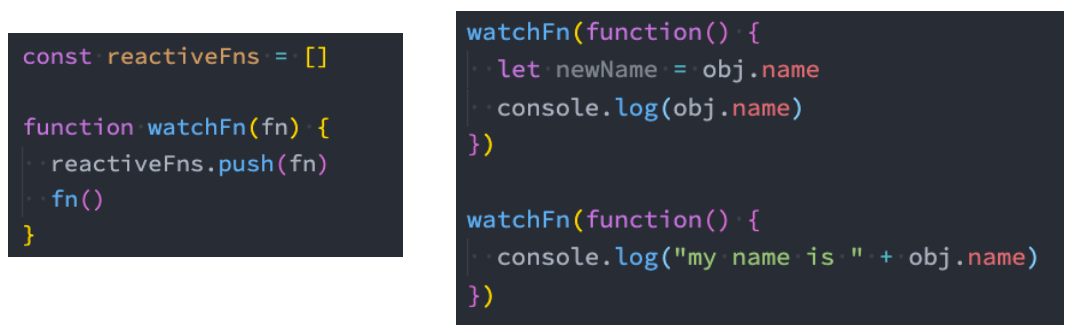 const reactiveFns = []
function watchFn(fn) {
  reactiveFns.push(fn)
  fn()
}
watchFn(function() {
  let newName = obj.name
  console.log(obj.name)
})
watchFn(function() {
  console.log("my name is " + obj.name)
})